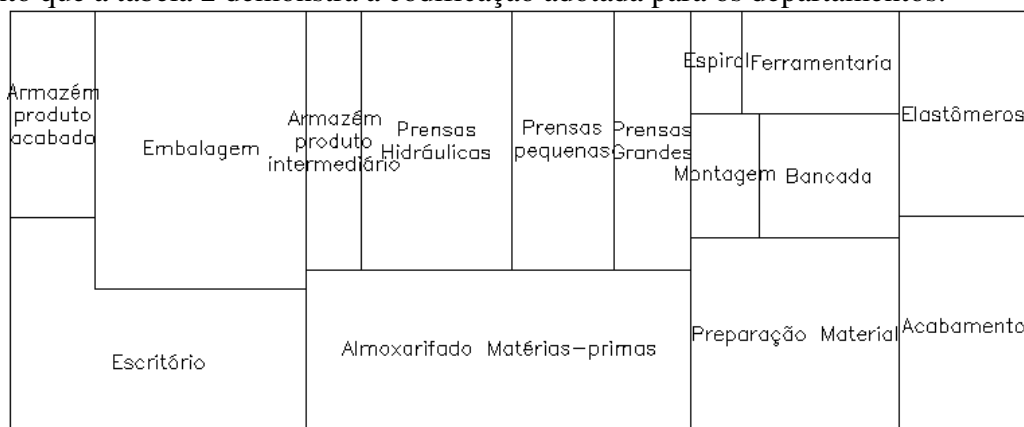 que a tabela 2 demonstra a codificação adotada para os departamentos.
Armazém
produto
acabado
Embalagem
Armazém
produto
intermediário
Prensas
Hidráulicas
Prensas
pequenas
Prensas
Grandes
Espiral
Ferramentaria
Montagem
Bancada
Elastômeros
Escritório
Almoxarifado Matérias-primas
Preparação Material
Acabamento